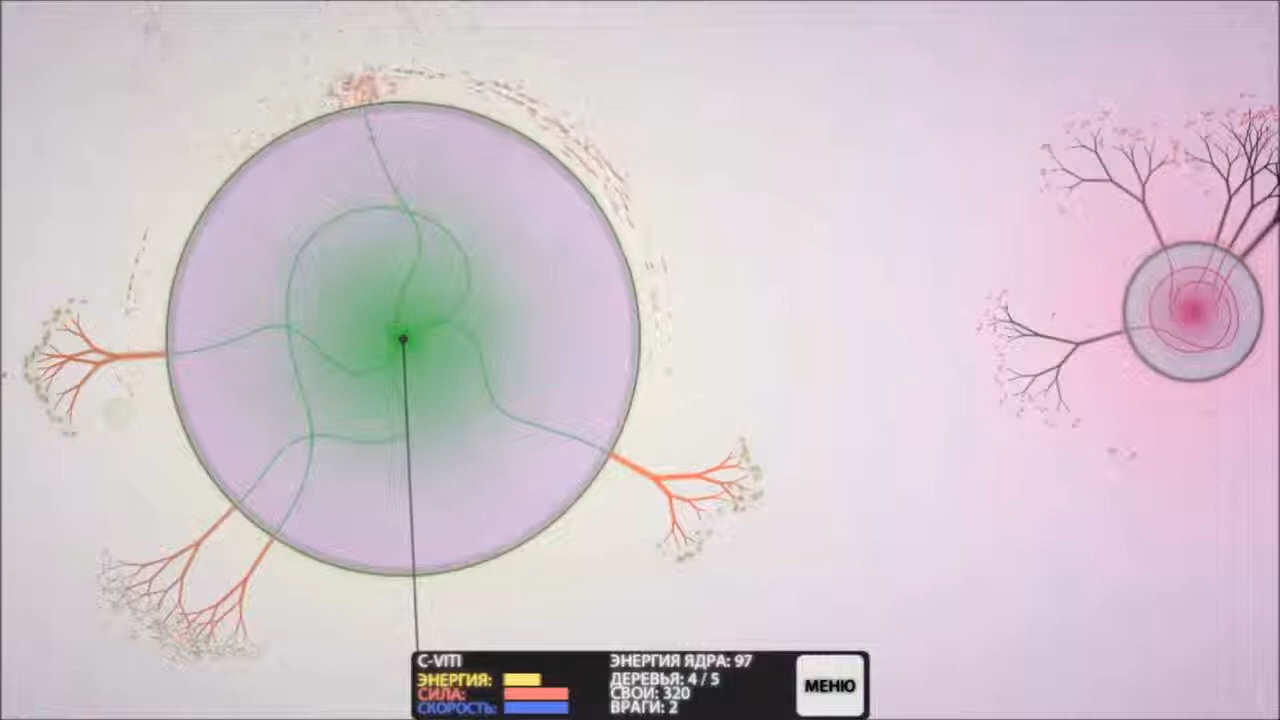 C-VITI
ЭНЕРГИЯ:
СИЛА:
СКОРОСТЬ:
ЭНЕРГИЯ ЯДРА: 97
ДЕРЕВЬЯ: 4 / 5
СВОИ: 320
ВРАГИ: 2
МЕНЮ